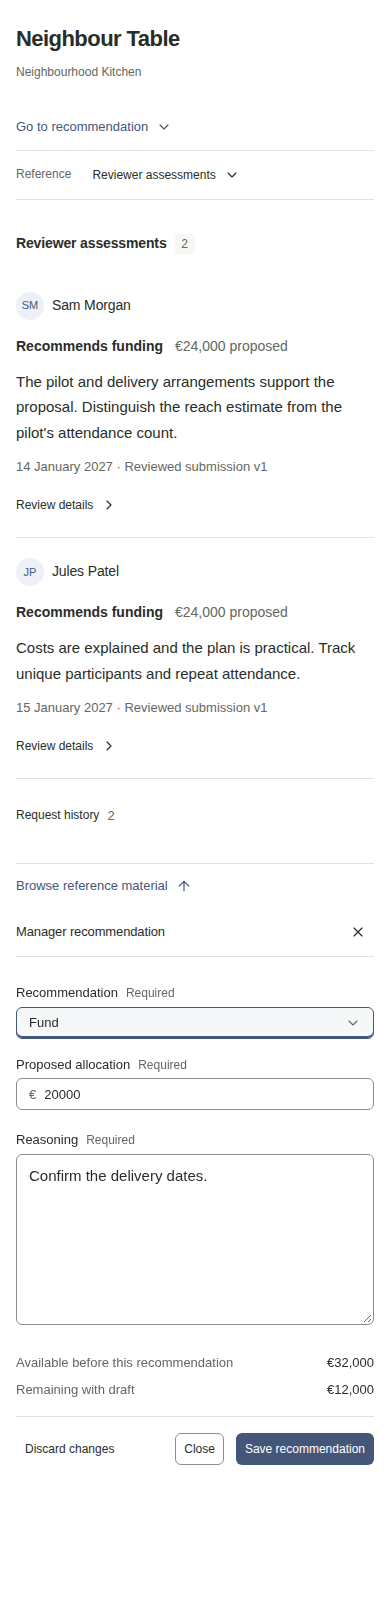 Neighbour Table
Neighbourhood Kitchen
Go to recommendation
Reference Reviewer assessments
Reviewer assessments 2
SM Sam Morgan
Recommends funding €24,000 proposed
The pilot and delivery arrangements support the
proposal. Distinguish the reach estimate from the
pilot's attendance count.
14 January 2027 · Reviewed submission v1
Review details
JP Jules Patel
Recommends funding €24,000 proposed
Costs are explained and the plan is practical. Track
unique participants and repeat attendance.
15 January 2027 · Reviewed submission v1
Review details
Request history 2
Browse reference material
Manager recommendation
Recommendation Required
Fund
Proposed allocation Required
€ 20000
Reasoning Required
Confirm the delivery dates.
Available before this recommendation €32,000
Remaining with draft €12,000
Discard changes Close Save recommendation